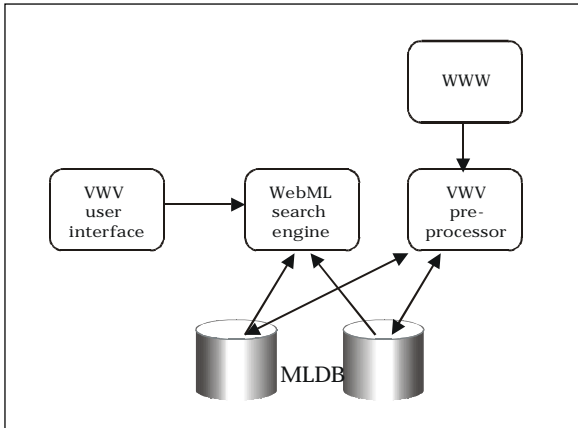 WWW
VWV
user
interface
WebML
search
engine
VWV
pre-
processor
MLDB